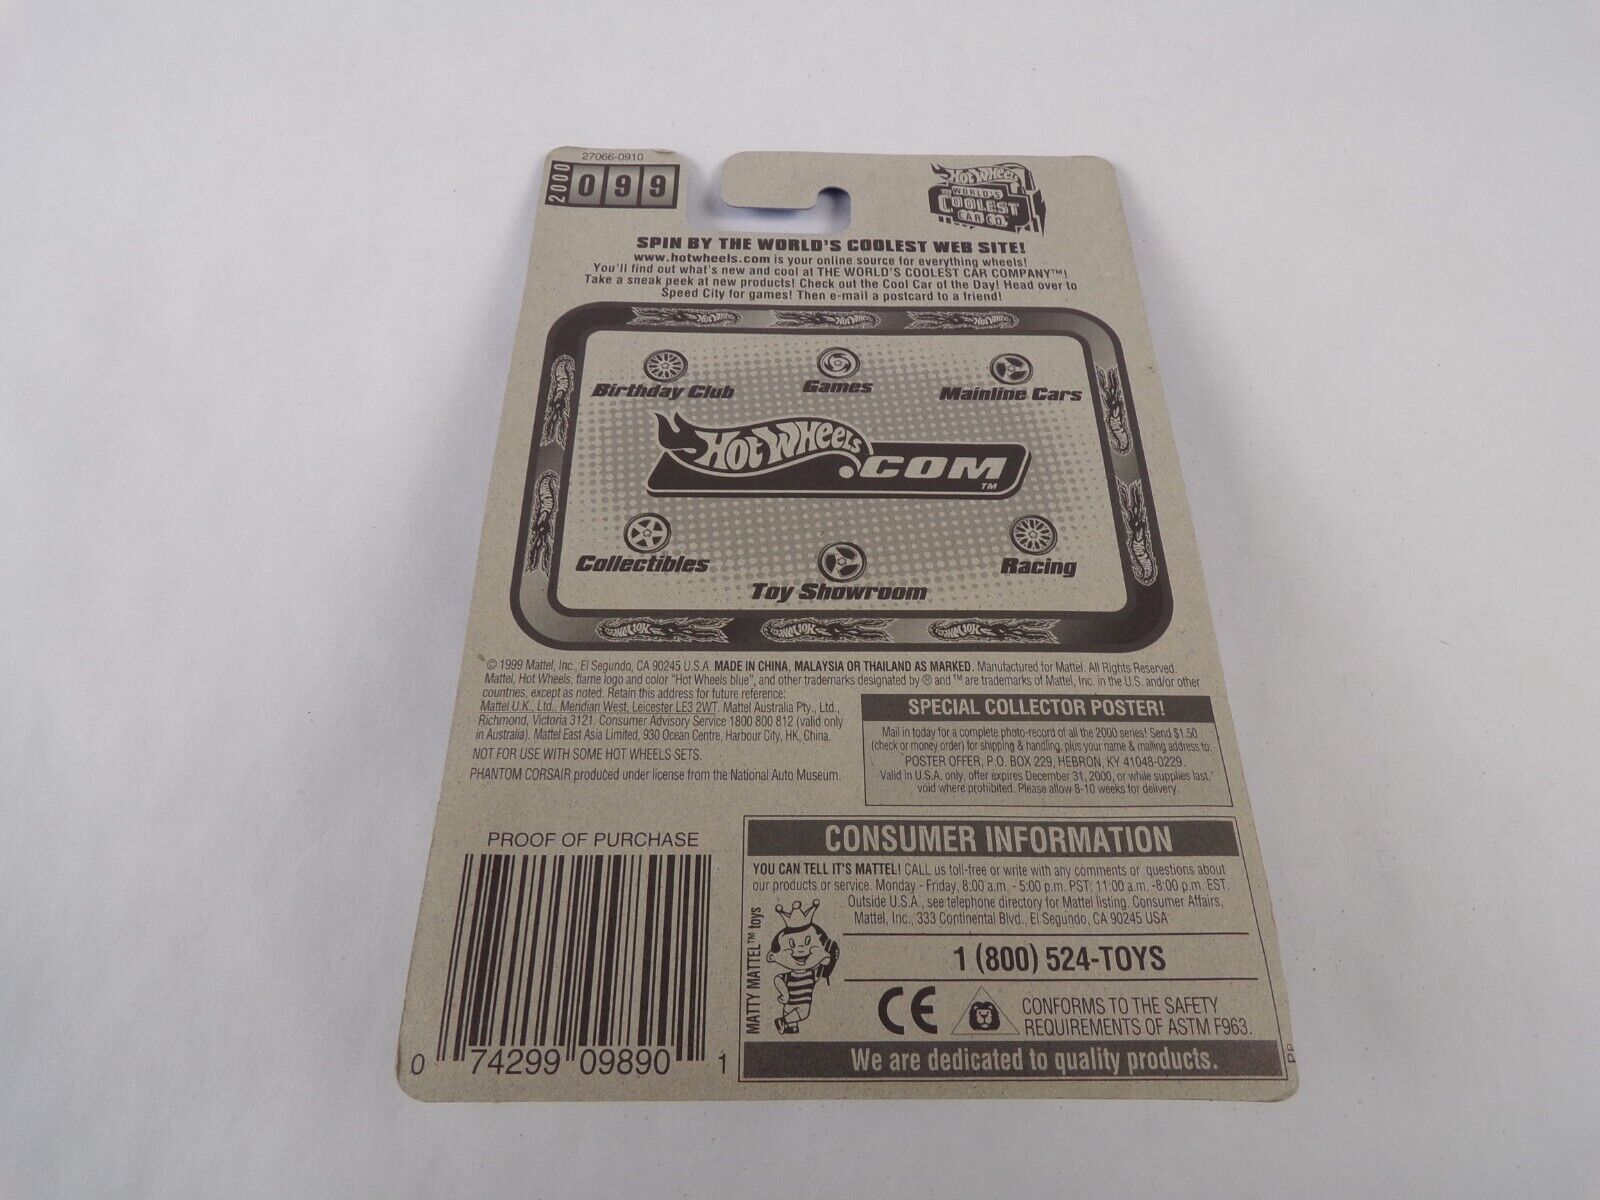 27066-0910
2000 099
HOT WHEELS
THE WORLD'S
COOLEST
CAR CO.
SPIN BY THE WORLD'S COOLEST WEB SITE!
www.hotwheels.com is your online source for everything wheels!
You'll find out what's new and cool at THE WORLD'S COOLEST CAR COMPANY™!
Take a sneak peek at new products! Check out the Cool Car of the Day! Head over to
Speed City for games! Then e-mail a postcard to a friend!
Birthday Club
Games
Mainline Cars
HOT WHEELS.COM™
Collectibles
Toy Showroom
Racing
© 1999 Mattel, Inc., El Segundo, CA 90245 U.S.A. MADE IN CHINA, MALAYSIA OR THAILAND AS MARKED. Manufactured for Mattel. All Rights Reserved.
Mattel, Hot Wheels, flame logo and color "Hot Wheels blue", and other trademarks designated by ® and ™ are trademarks of Mattel, Inc. in the U.S. and/or other
countries, except as noted. Retain this address for future reference:
Mattel U.K., Ltd., Meridian West, Leicester LE3 2WT. Mattel Australia Pty., Ltd.,
Richmond, Victoria 3121. Consumer Advisory Service 1800 800 812 (valid only
in Australia). Mattel East Asia Limited, 930 Ocean Centre, Harbour City, HK, China.
NOT FOR USE WITH SOME HOT WHEELS SETS.
PHANTOM CORSAIR produced under license from the National Auto Museum.
SPECIAL COLLECTOR POSTER!
Mail in today for a complete photo-record of all the 2000 series! Send $1.50
(check or money order) for shipping & handling, plus your name & mailing address to:
POSTER OFFER, P.O. BOX 229, HEBRON, KY 41048-0229.
Valid in U.S.A. only, offer expires December 31, 2000, or while supplies last,
void where prohibited. Please allow 8-10 weeks for delivery.
PROOF OF PURCHASE
0 74299 09890 1
CONSUMER INFORMATION
YOU CAN TELL IT'S MATTEL! CALL us toll-free or write with any comments or questions about
our products or service. Monday - Friday, 8:00 a.m. - 5:00 p.m. PST; 11:00 a.m. -8:00 p.m. EST.
Outside U.S.A., see telephone directory for Mattel listing. Consumer Affairs,
Mattel, Inc., 333 Continental Blvd., El Segundo, CA 90245 USA
MATTY MATTEL™ toys
1 (800) 524-TOYS
CE
CONFORMS TO THE SAFETY
REQUIREMENTS OF ASTM F963.
We are dedicated to quality products.
PP